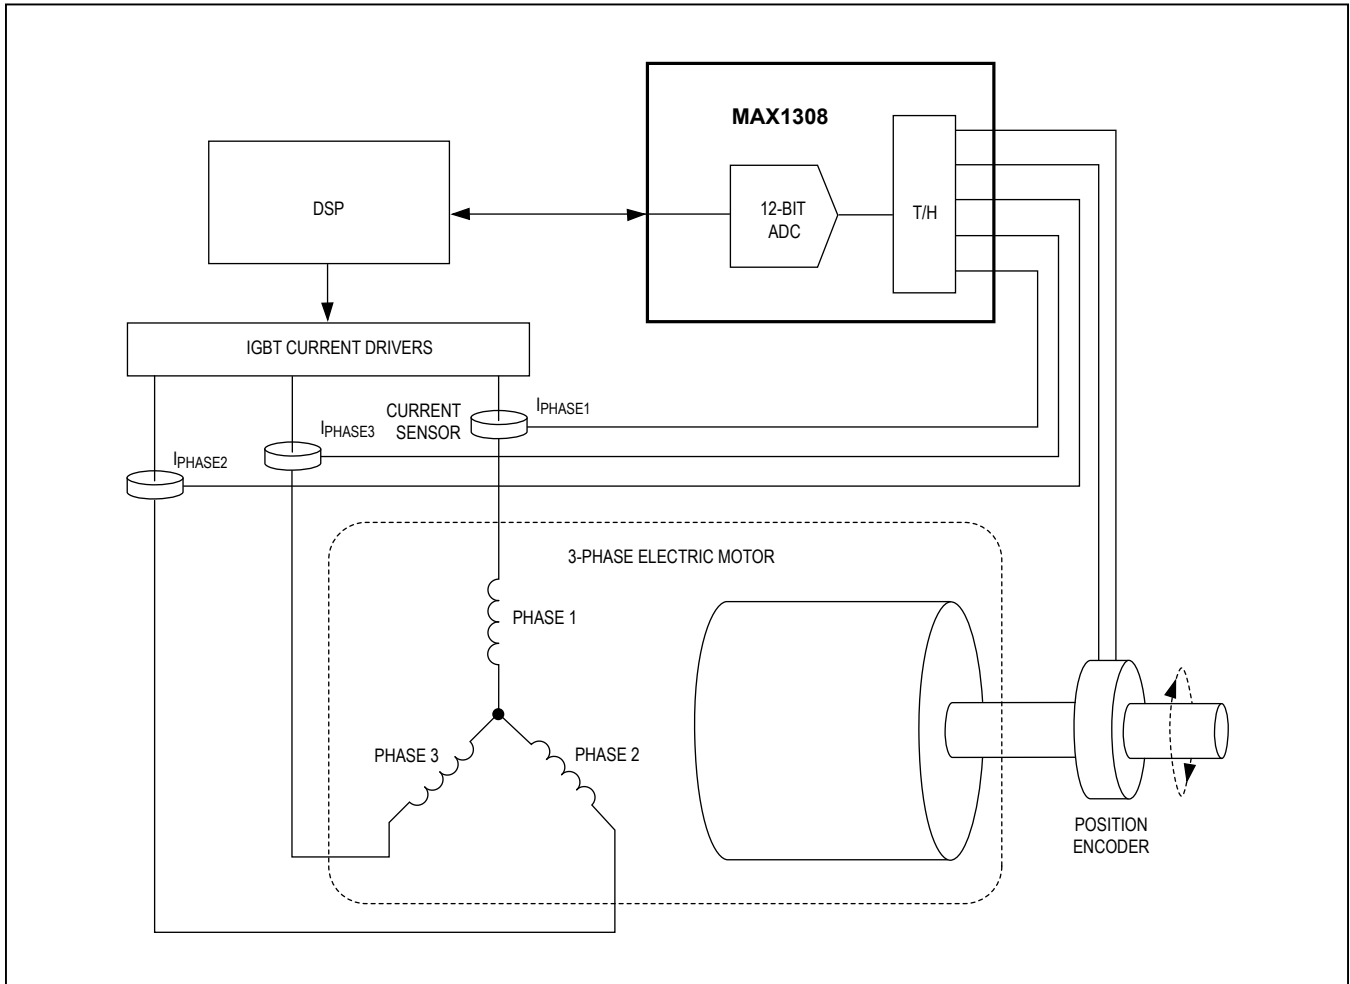 MAX1308
DSP
12-BIT
ADC
T/H
IGBT CURRENT DRIVERS
CURRENT
SENSOR
IPHASE1
IPHASE3
IPHASE2
3-PHASE ELECTRIC MOTOR
PHASE 1
PHASE 3
PHASE 2
POSITION
ENCODER